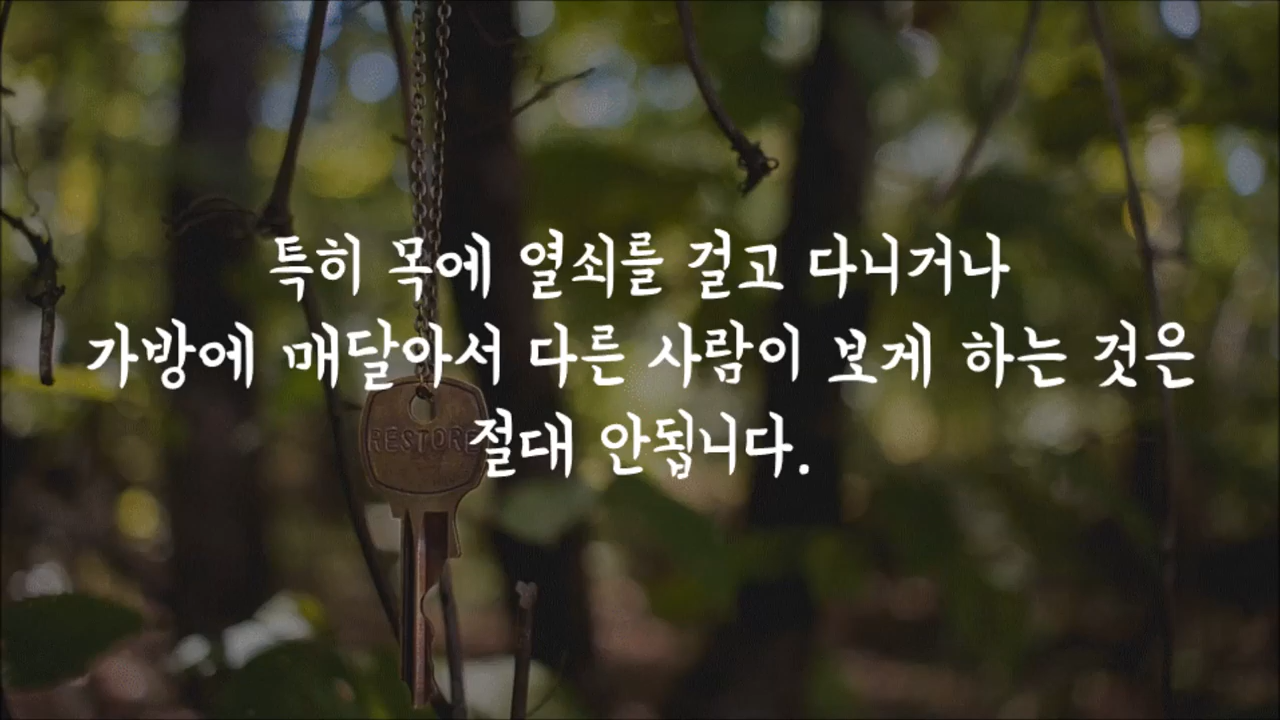 특히 목에 열쇠를 걸고 다니거나
가방에 매달아서 다른 사람이 보게 하는 것은
RESTORE
절대 안됩니다.